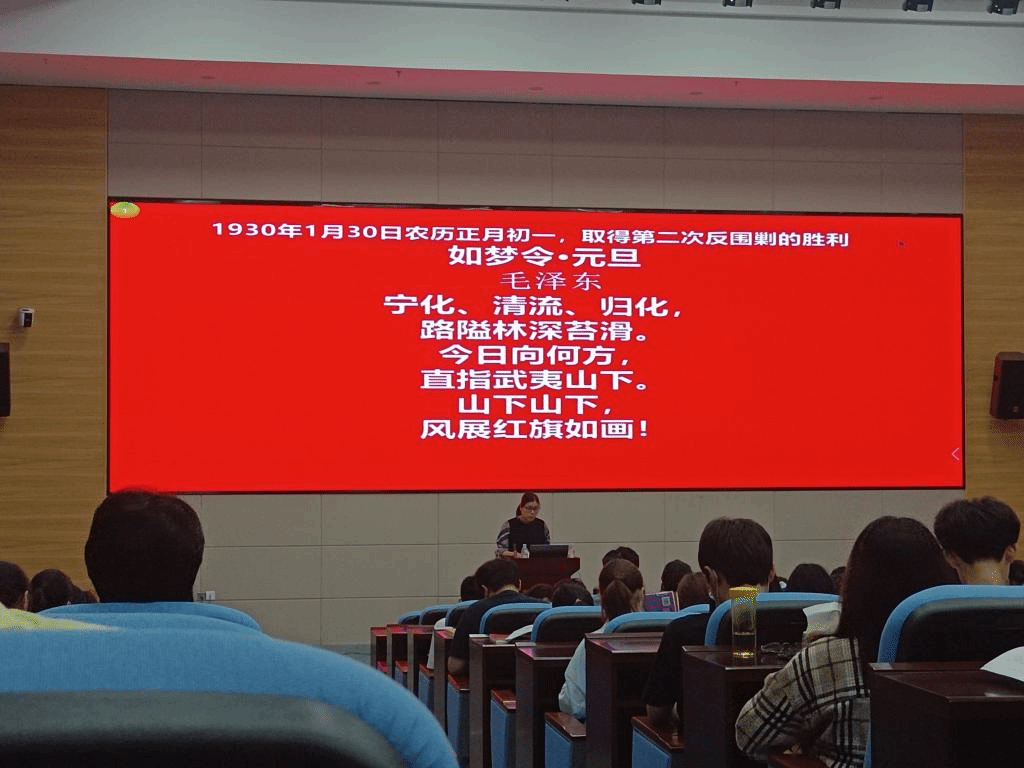 1930年1月30日农历正月初一，取得第二次反围剿的胜利
如梦令·元旦
毛泽东
宁化、清流、归化，
路隘林深苔滑。
今日向何方，
直指武夷山下。
山下山下，
风展红旗如画！